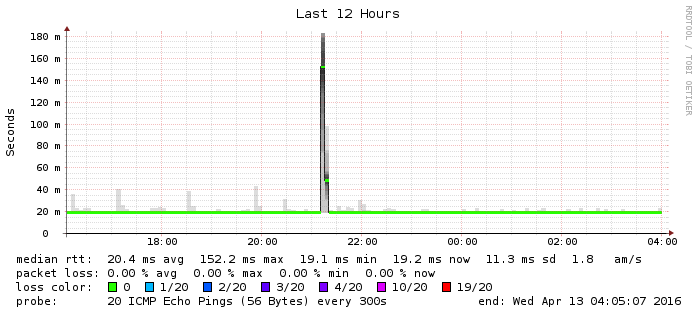 Last 12 Hours
RRDTOOL / TOBI OETIKER
Seconds
180 m
160 m
140 m
120 m
100 m
80 m
60 m
40 m
20 m
0
18:00 20:00 22:00 00:00 02:00 04:00
median rtt: 20.4 ms avg 152.2 ms max 19.1 ms min 19.2 ms now 11.3 ms sd 1.8 am/s
packet loss: 0.00 % avg 0.00 % max 0.00 % min 0.00 % now
loss color: 0 1/20 2/20 3/20 4/20 10/20 19/20
probe: 20 ICMP Echo Pings (56 Bytes) every 300s end: Wed Apr 13 04:05:07 2016